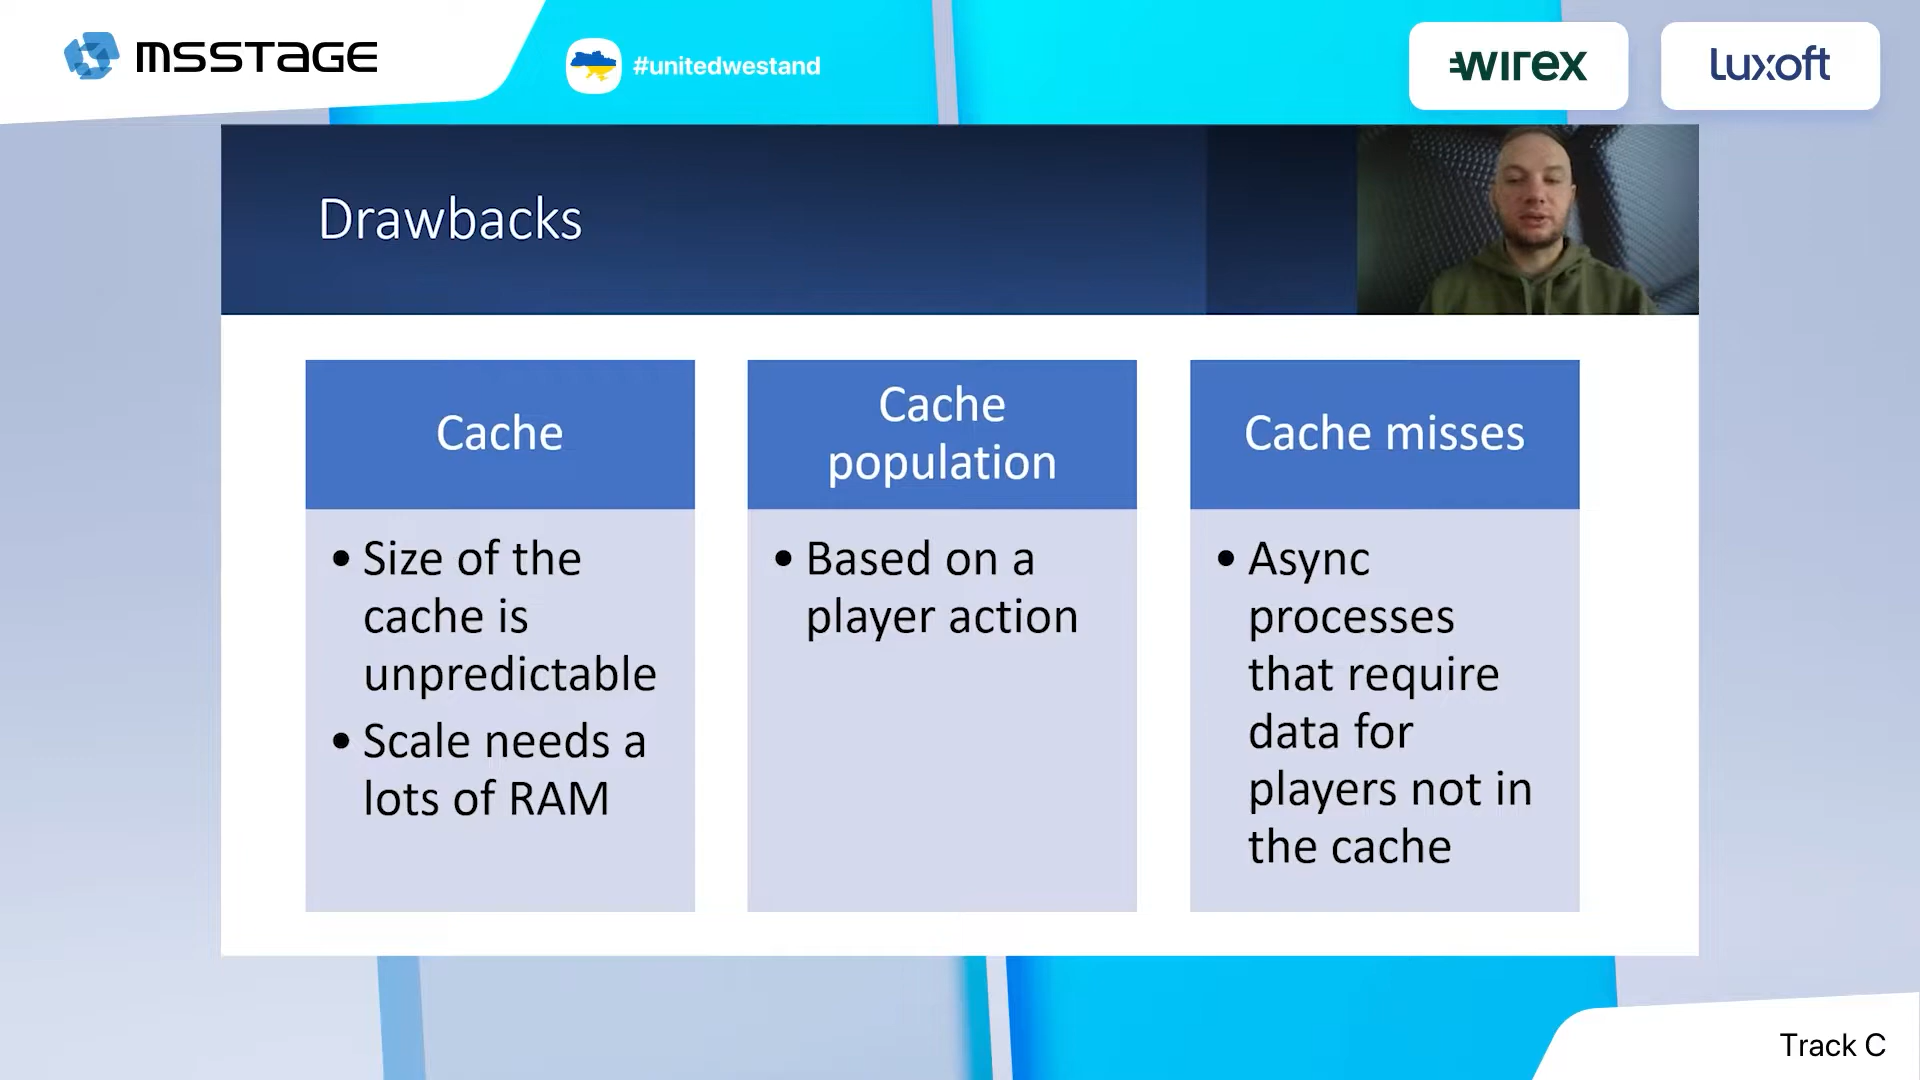 MSSTAGE
#unitedwestand
wirex
luxoft
Drawbacks
Cache
• Size of the
cache is
unpredictable
• Scale needs a
lots of RAM
Cache
population
• Based on a
player action
Cache misses
• Async
processes
that require
data for
players not in
the cache
Track C